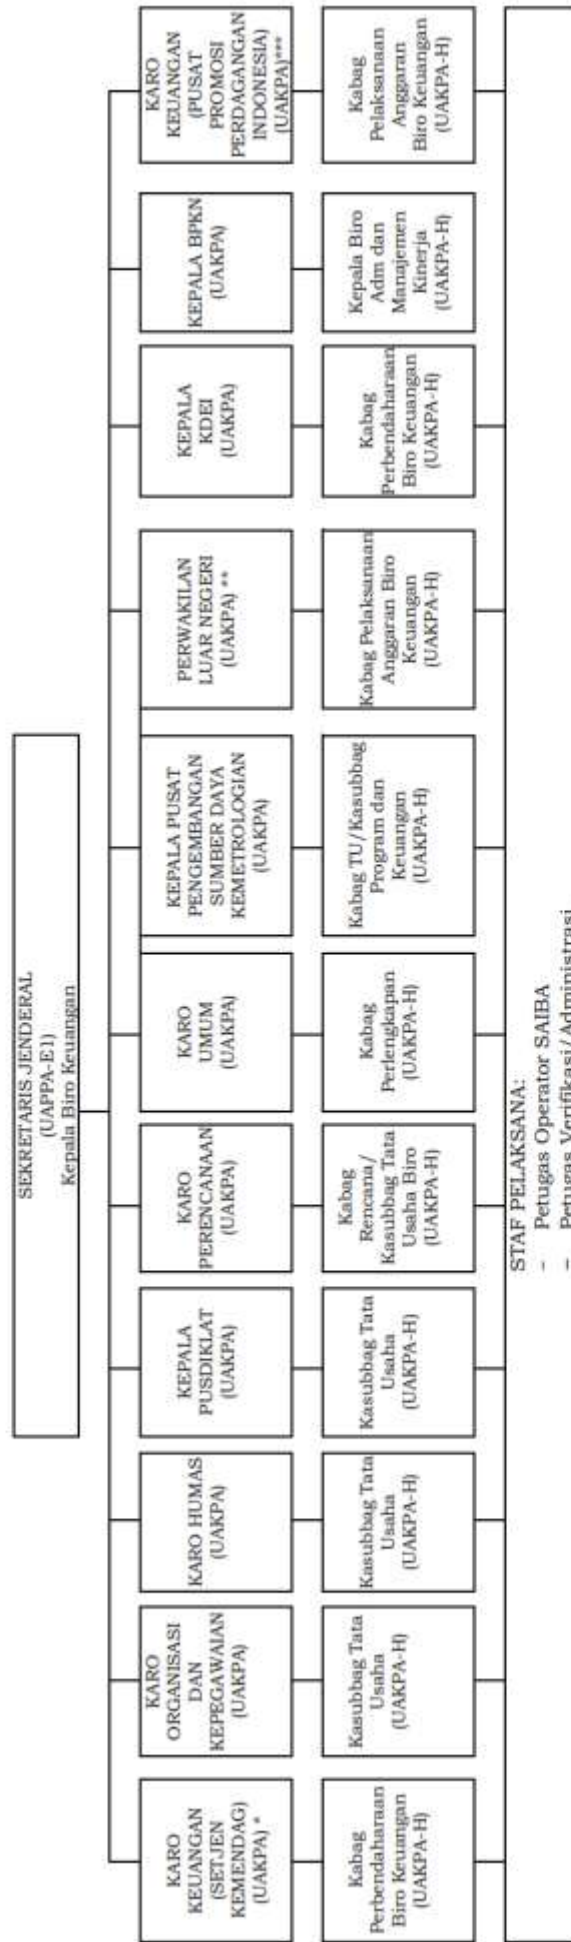 SEKRETARIS JENDERAL
(UAPPA-E1)
Kepala Biro Keuangan
KARO
KEUANGAN
(SETJEN
KEMENDAG)
(UAKPA) *
KARO
ORGANISASI
DAN
KEPEGAWAIAN
(UAKPA)
KARO HUMAS
(UAKPA)
KEPALA
PUSDIKLAT
(UAKPA)
KARO
PERENCANAAN
(UAKPA)
KARO
UMUM
(UAKPA)
KEPALA PUSAT
PENGEMBANGAN
SUMBER DAYA
KEMETROLOGIAN
(UAKPA)
PERWAKILAN
LUAR NEGERI
(UAKPA) **
KEPALA
KDEI
(UAKPA)
KEPALA BPKN
(UAKPA)
KARO
KEUANGAN
(PUSAT
PROMOSI
PERDAGANGAN
INDONESIA)
(UAKPA)***
Kabag
Perbendaharaan
Biro Keuangan
(UAKPA-H)
Kasubbag Tata
Usaha
(UAKPA-H)
Kasubbag Tata
Usaha
(UAKPA-H)
Kasubbag Tata
Usaha
(UAKPA-H)
Kabag
Rencana/
Kasubbag Tata
Usaha Biro
(UAKPA-H)
Kabag
Perlengkapan
(UAKPA-H)
Kabag TU/Kasubbag
Program dan
Keuangan
(UAKPA-H)
Kabag Pelaksanaan
Anggaran Biro
Keuangan
(UAKPA-H)
Kabag
Perbendaharaan
Biro Keuangan
(UAKPA-H)
Kepala Biro
Adm dan
Manajemen
Kinerja
(UAKPA-H)
Kabag
Pelaksanaan
Anggaran
Biro Keuangan
(UAKPA-H)
STAF PELAKSANA:
– Petugas Operator SAIBA
– Petugas Verifikasi/Administrasi